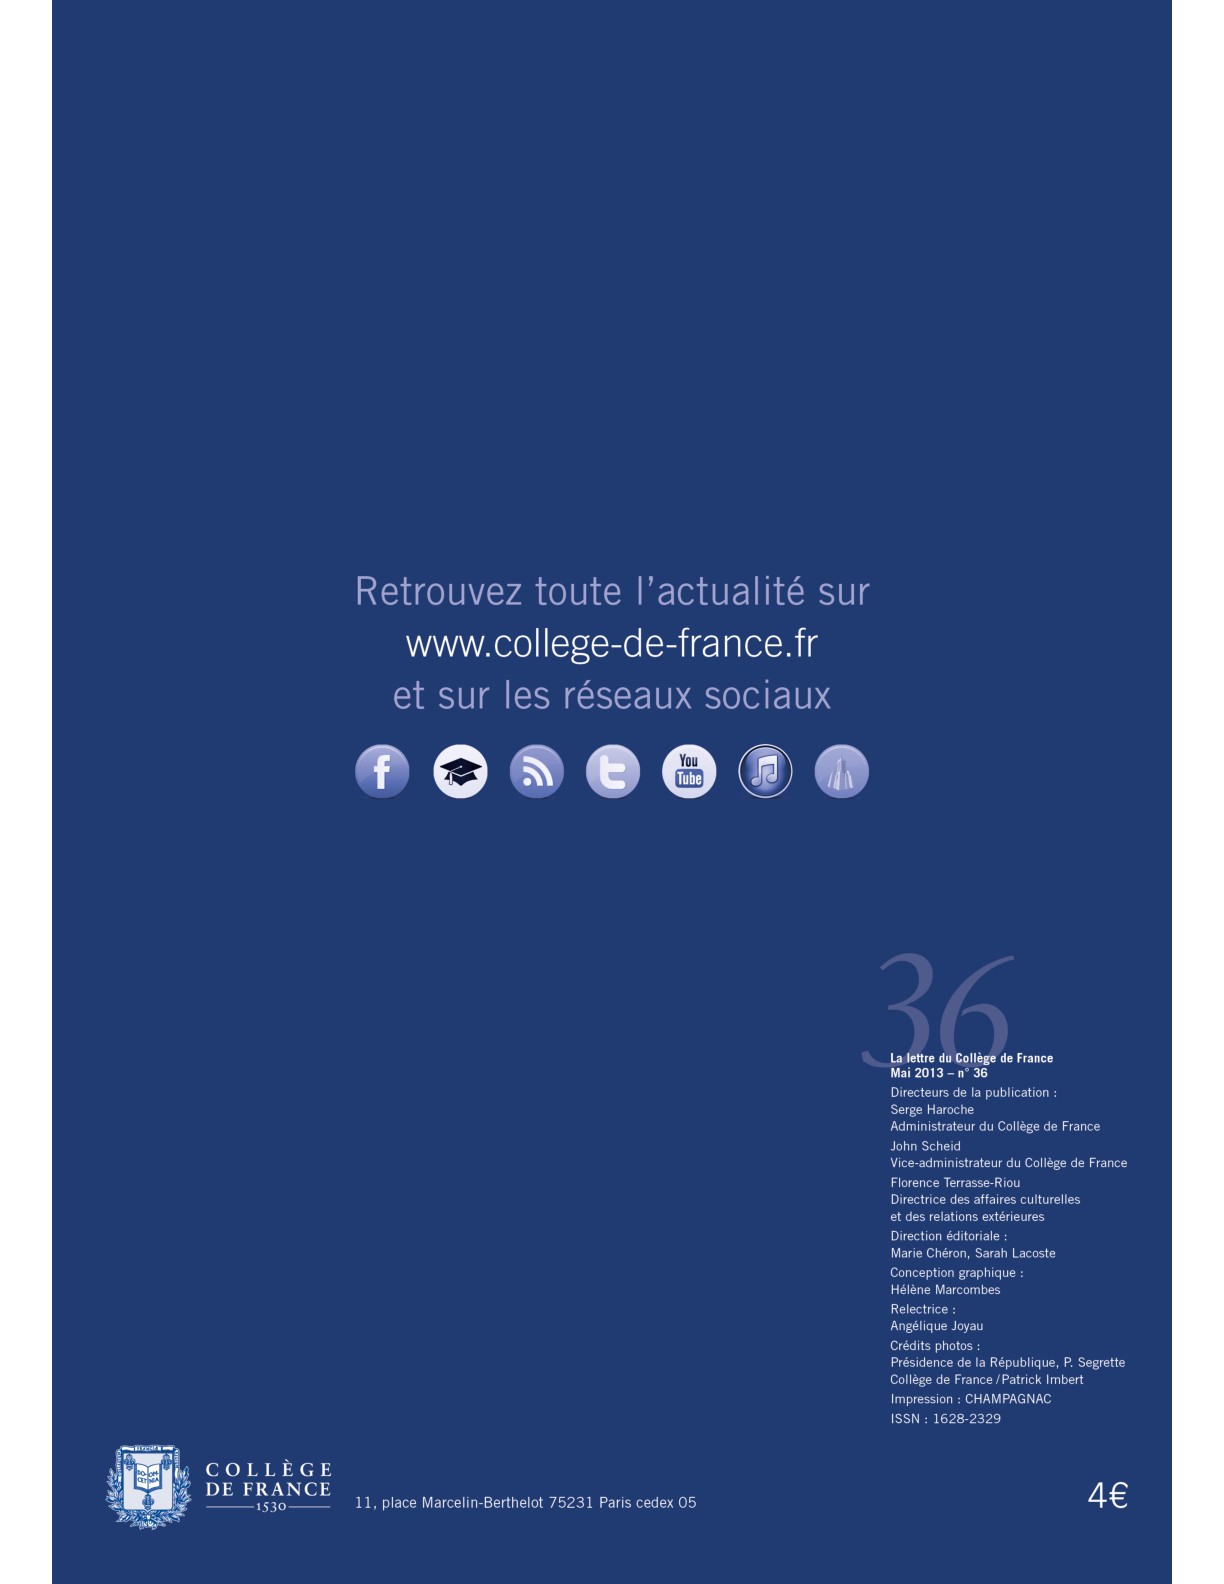 Retrouvez toute l’actualité sur
www.college-de-france.fr
et sur les réseaux sociaux
f
t
You
Tube
36
La lettre du Collège de France
Mai 2013 – n° 36
Directeurs de la publication :
Serge Haroche
Administrateur du Collège de France
John Scheid
Vice-administrateur du Collège de France
Florence Terrasse-Riou
Directrice des affaires culturelles
et des relations extérieures
Direction éditoriale :
Marie Chéron, Sarah Lacoste
Conception graphique :
Hélène Marcombes
Relectrice :
Angélique Joyau
Crédits photos :
Présidence de la République, P. Segrette
Collège de France / Patrick Imbert
Impression : CHAMPAGNAC
ISSN : 1628-2329
COLLÈGE
DE FRANCE
1530
11, place Marcelin-Berthelot 75231 Paris cedex 05
4€